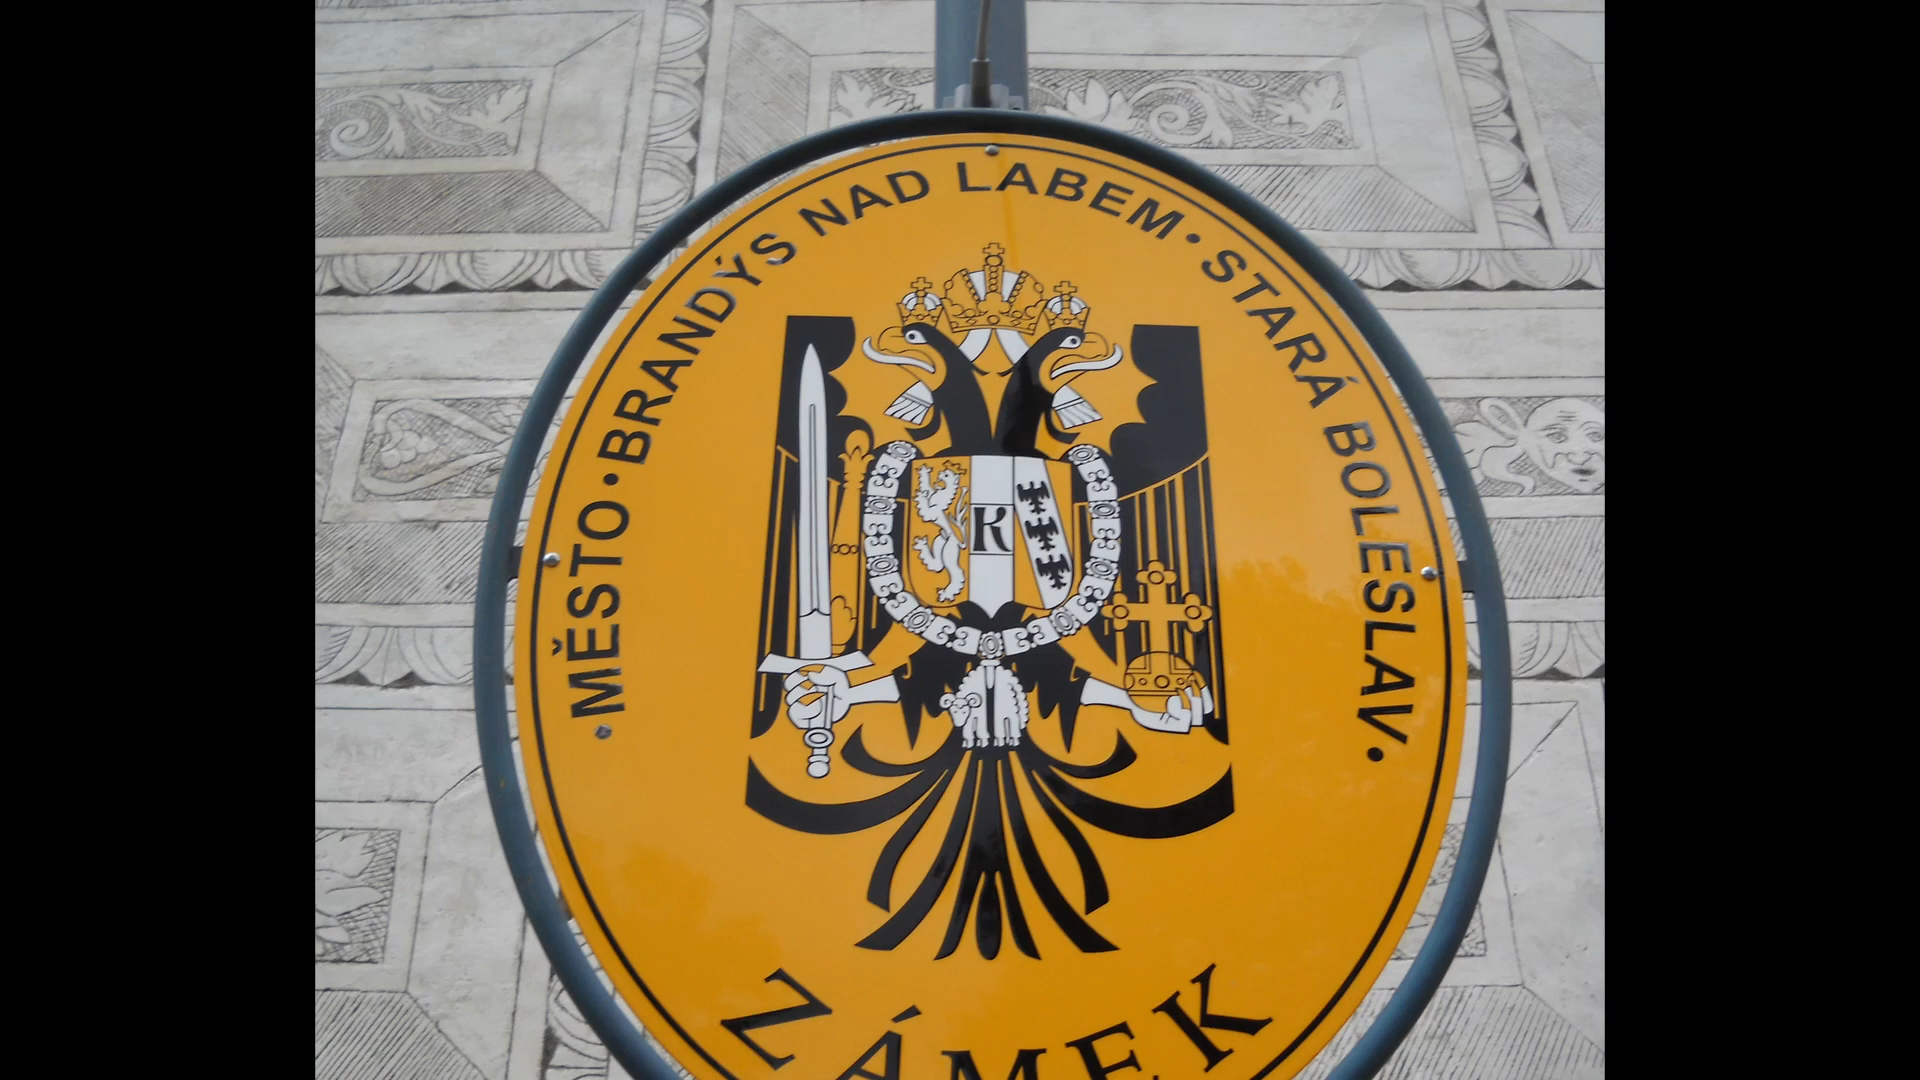 • MĚSTO • BRANDÝS NAD LABEM • STARÁ BOLESLAV •
K
ZÁMEK